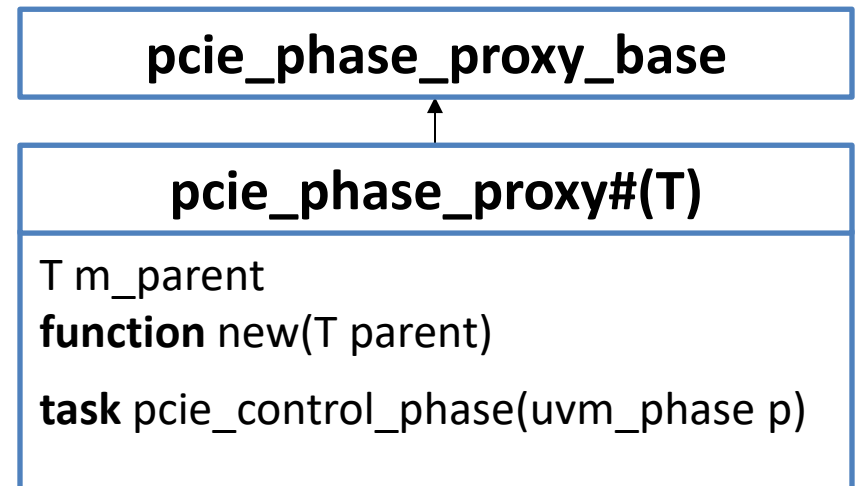 pcie_phase_proxy_base
pcie_phase_proxy#(T)
T m_parent
function new(T parent)
task pcie_control_phase(uvm_phase p)